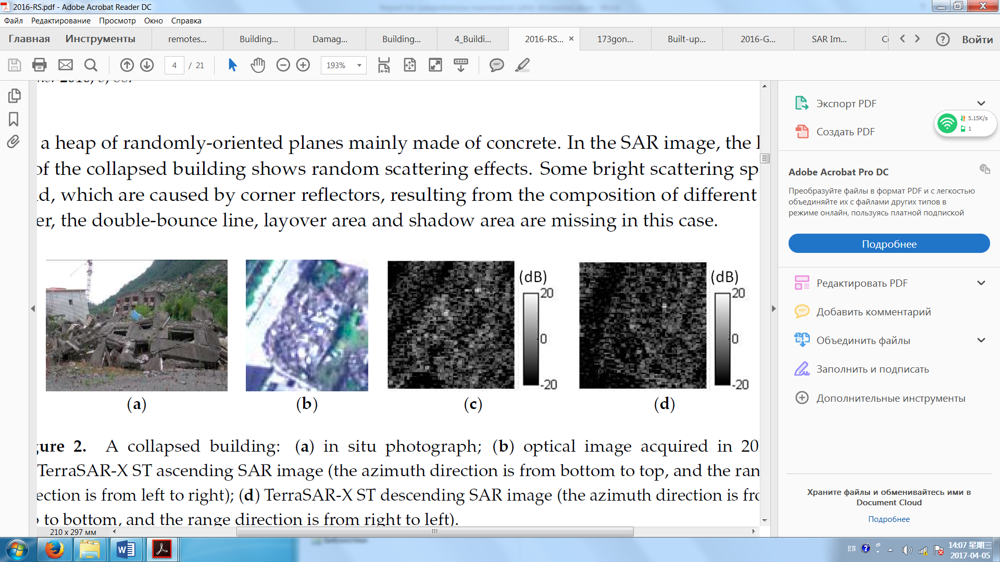 2016-RS.pdf - Adobe Acrobat Reader DC
Файл Редактирование Просмотр Окно Справка
Главная Инструменты remotes... Building... Damag... Building... 4_Buildi... 2016-RS... 173gon... Built-up... 2016-G... SAR Im... Войти
4 / 21 193%
a heap of randomly-oriented planes mainly made of concrete. In the SAR image, the
of the collapsed building shows random scattering effects. Some bright scattering sp
which are caused by corner reflectors, resulting from the composition of different
er, the double-bounce line, layover area and shadow area are missing in this case.
(dB) 20 0 -20
(dB) 20 0 -20
(a) (b) (c) (d)
gure 2. A collapsed building: (a) in situ photograph; (b) optical image acquired in 20
TerraSAR-X ST ascending SAR image (the azimuth direction is from bottom to top, and the ran
ection is from left to right); (d) TerraSAR-X ST descending SAR image (the azimuth direction is fro
to bottom, and the range direction is from right to left).
210 x 297 мм
Экспорт PDF
5.15K/s
1
Создать PDF
Adobe Acrobat Pro DC
Преобразуйте файлы в формат PDF и с легкостью
объединяйте их с файлами других типов в
режиме онлайн, пользуясь платной подпиской
Подробнее
Редактировать PDF
Добавить комментарий
Объединить файлы
Заполнить и подписать
Дополнительные инструменты
Храните файлы и обменивайтесь ими в
Document Cloud
Подробнее
EN
14:07 星期三
2017-04-05